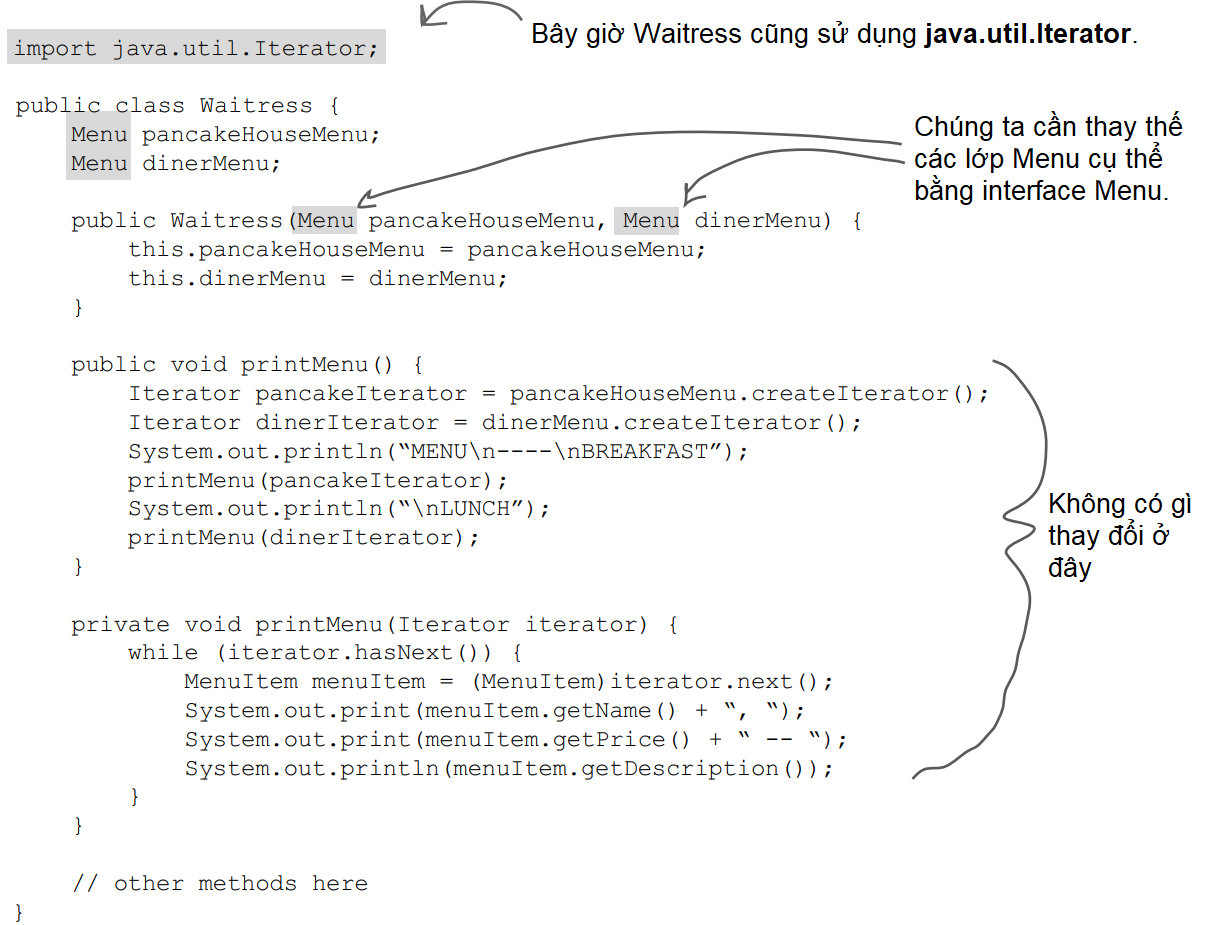 Bây giờ Waitress cũng sử dụng java.util.Iterator.
import java.util.Iterator;
public class Waitress {
Menu pancakeHouseMenu;
Menu dinerMenu;
Chúng ta cần thay thế
các lớp Menu cụ thể
bằng interface Menu.
public Waitress(Menu pancakeHouseMenu, Menu dinerMenu) {
this.pancakeHouseMenu = pancakeHouseMenu;
this.dinerMenu = dinerMenu;
}
public void printMenu() {
Iterator pancakeIterator = pancakeHouseMenu.createIterator();
Iterator dinerIterator = dinerMenu.createIterator();
System.out.println(“MENU\n----\nBREAKFAST”);
printMenu(pancakeIterator);
System.out.println(“\nLUNCH”);
printMenu(dinerIterator);
}
Không có gì
thay đổi ở
đây
private void printMenu(Iterator iterator) {
while (iterator.hasNext()) {
MenuItem menuItem = (MenuItem)iterator.next();
System.out.print(menuItem.getName() + “, “);
System.out.print(menuItem.getPrice() + “ -- “);
System.out.println(menuItem.getDescription());
}
}
// other methods here
}